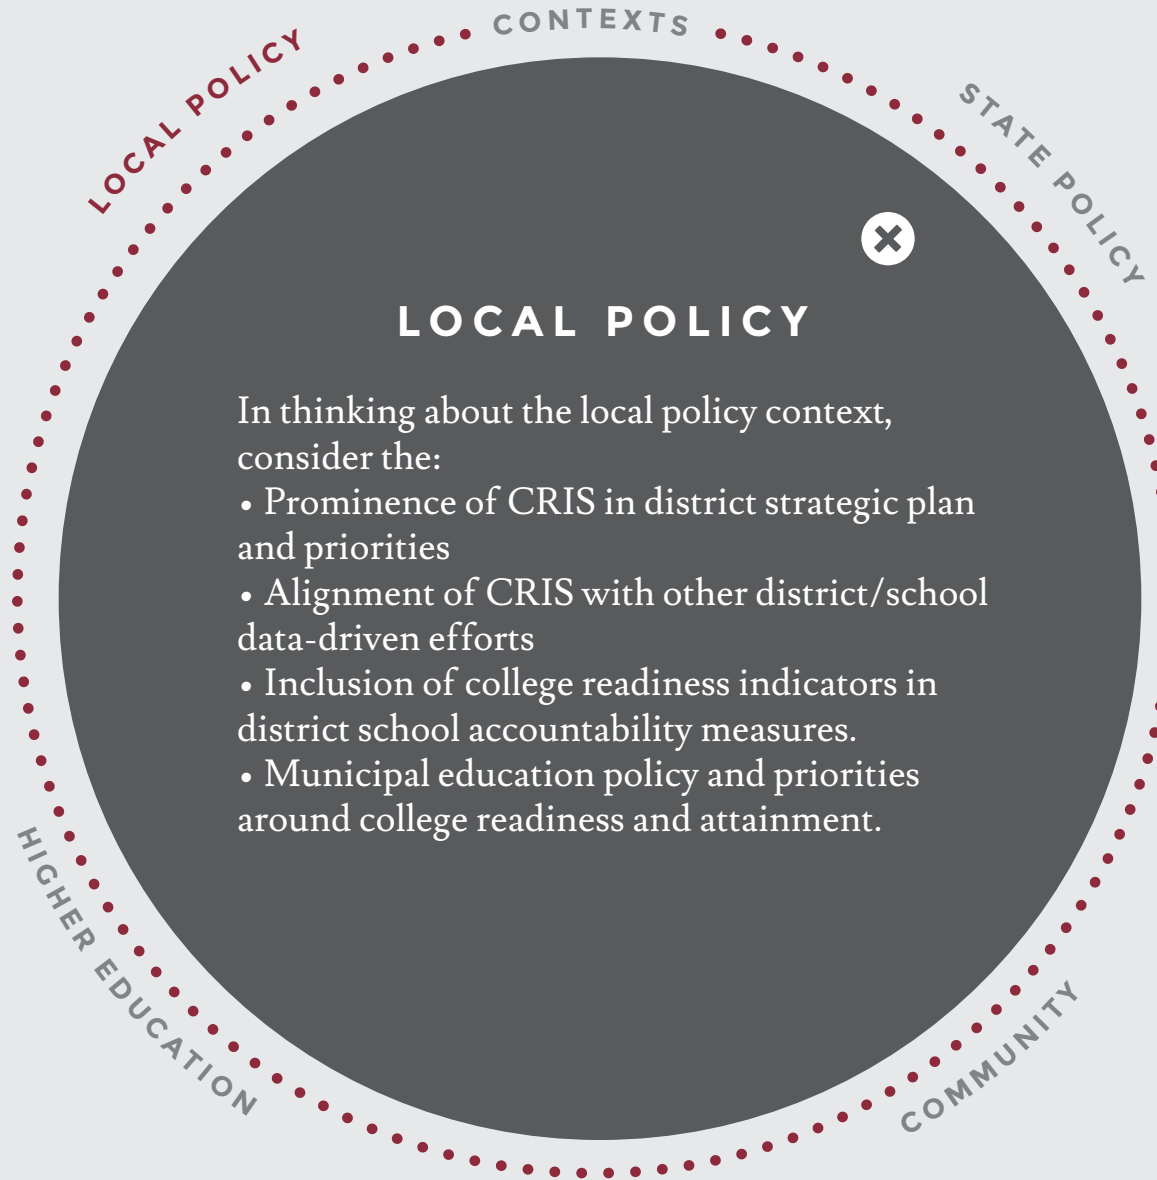 CONTEXTS
LOCAL POLICY
STATE POLICY
LOCAL POLICY
In thinking about the local policy context,
consider the:
• Prominence of CRIS in district strategic plan
and priorities
• Alignment of CRIS with other district/school
data-driven efforts
• Inclusion of college readiness indicators in
district school accountability measures.
• Municipal education policy and priorities
around college readiness and attainment.
HIGHER EDUCATION
COMMUNITY